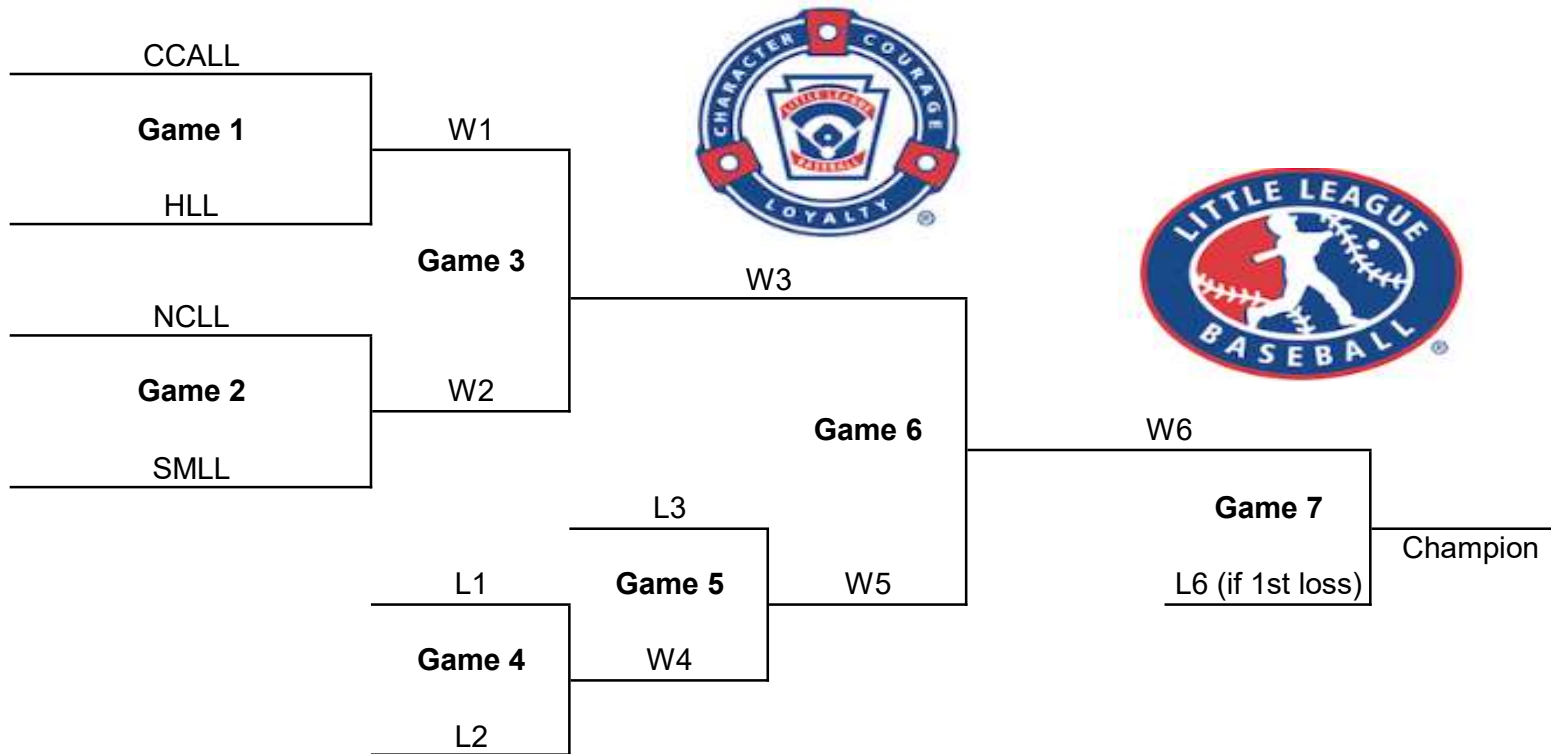 CCALL
Game 1
W1
HLL
Game 3
W3
NCLL
Game 2
W2
Game 6
W6
SMLL
L3
Game 7
Champion
L1
Game 5
W5
L6 (if 1st loss)
Game 4
W4
L2
CHARACTER
COURAGE
LOYALTY
LITTLE LEAGUE
BASEBALL
®
LITTLE LEAGUE
BASEBALL
®